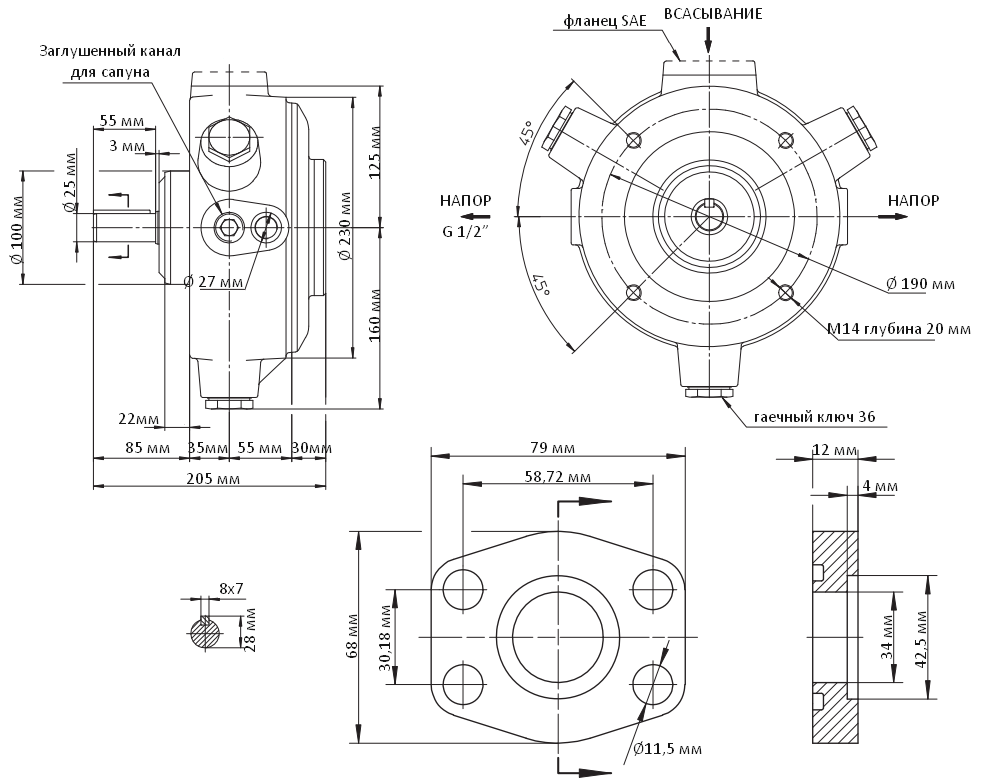 фланец SAE
ВСАСЫВАНИЕ
Заглушенный канал
для сапуна
55 мм
3 мм
Ø 25 мм
Ø 100 мм
Ø 27 мм
Ø 230 мм
125 мм
160 мм
22мм
85 мм
35мм
55 мм
30мм
205 мм
45°
45°
НАПОР
G 1/2”
НАПОР
Ø 190 мм
М14 глубина 20 мм
гаечный ключ 36
79 мм
58,72 мм
12 мм
4 мм
8x7
28 мм
68 мм
30,18 мм
Ø11,5 мм
34 мм
42,5 мм